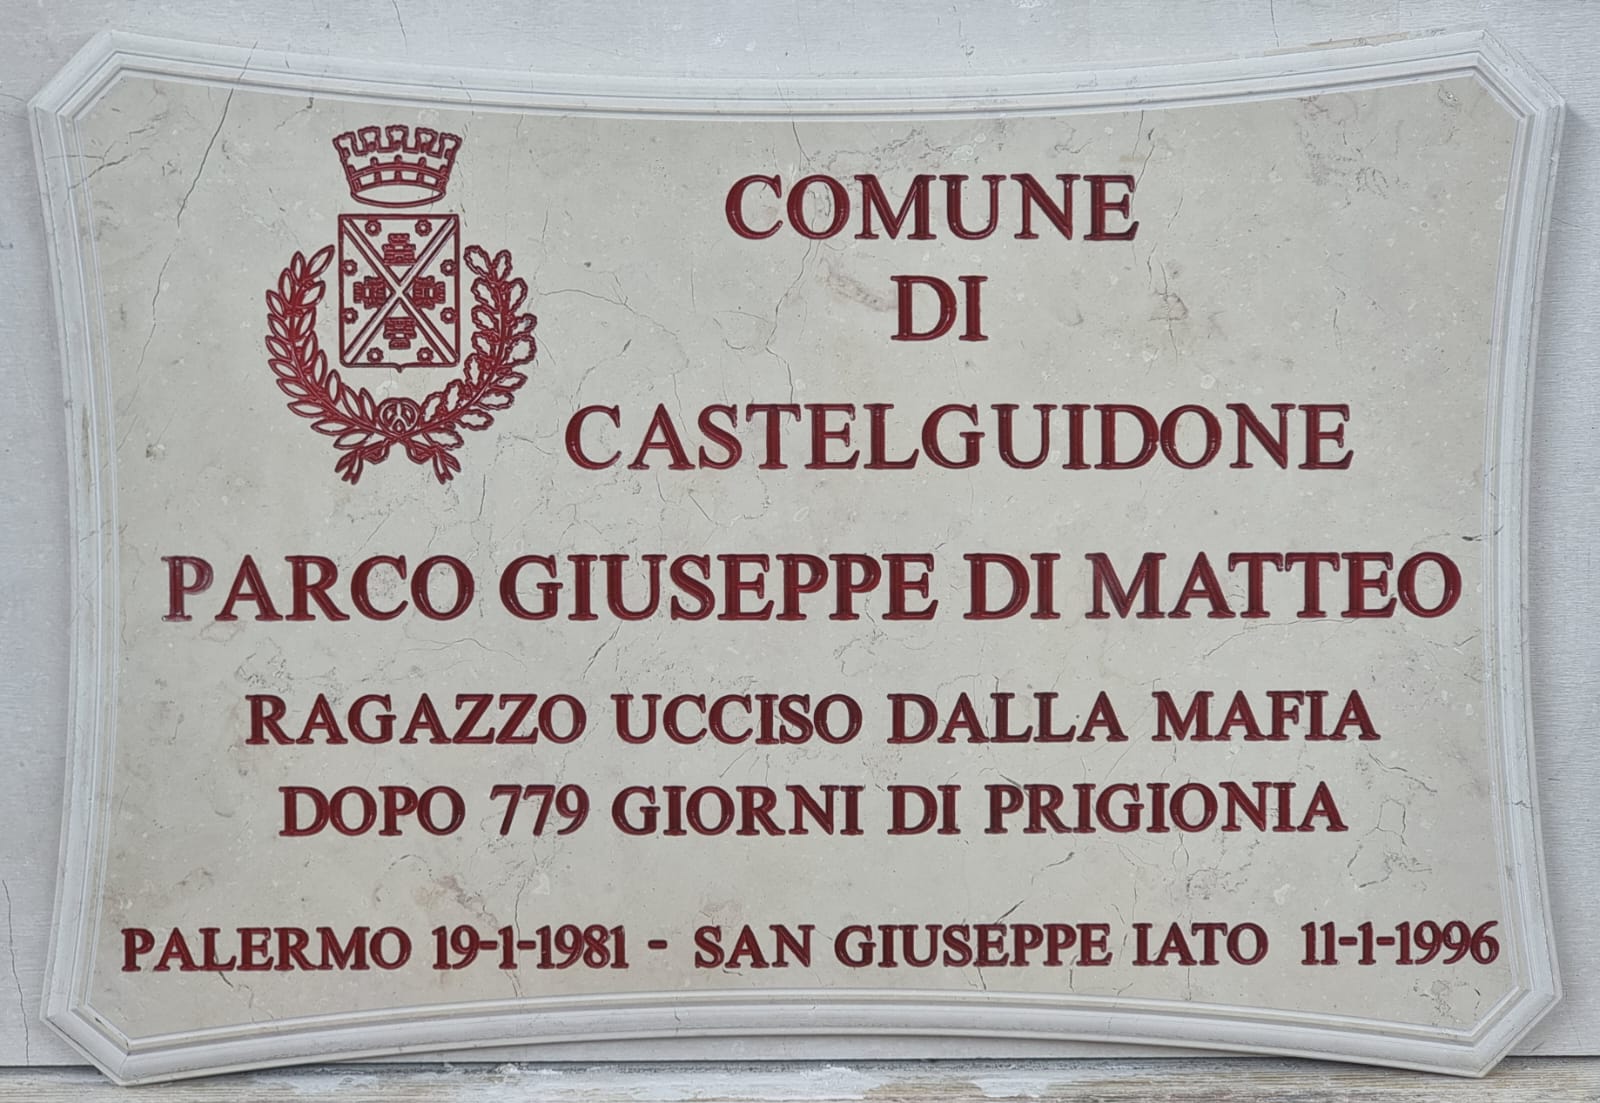 COMUNE
DI
CASTELGUIDONE
PARCO GIUSEPPE DI MATTEO
RAGAZZO UCCISO DALLA MAFIA
DOPO 779 GIORNI DI PRIGIONIA
PALERMO 19-1-1981 - SAN GIUSEPPE IATO 11-1-1996